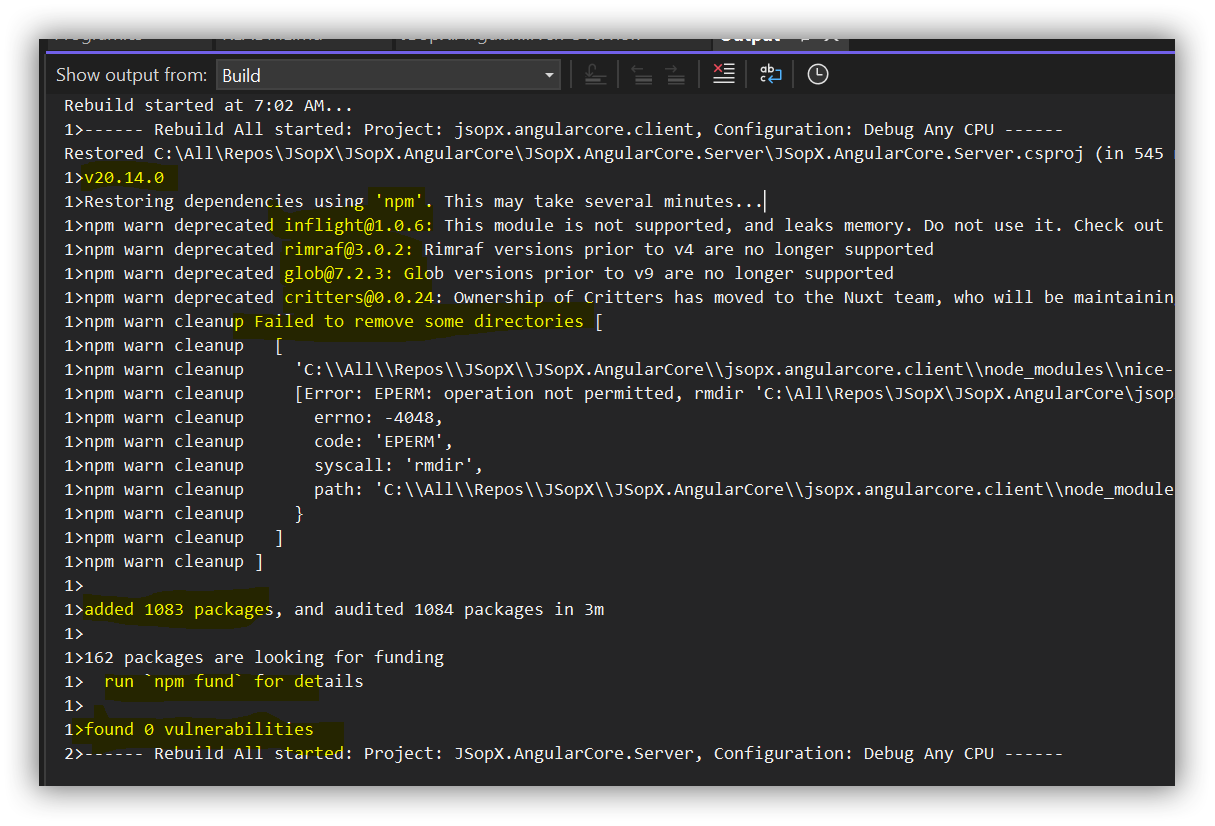 Output
Show output from: Build
Rebuild started at 7:02 AM...
1>------ Rebuild All started: Project: jsopx.angularcore.client, Configuration: Debug Any CPU ------
Restored C:\All\Repos\JSopX\JSopX.AngularCore\JSopX.AngularCore.Server\JSopX.AngularCore.Server.csproj (in 545
1>v20.14.0
1>Restoring dependencies using 'npm'. This may take several minutes...
1>npm warn deprecated inflight@1.0.6: This module is not supported, and leaks memory. Do not use it. Check out
1>npm warn deprecated rimraf@3.0.2: Rimraf versions prior to v4 are no longer supported
1>npm warn deprecated glob@7.2.3: Glob versions prior to v9 are no longer supported
1>npm warn deprecated critters@0.0.24: Ownership of Critters has moved to the Nuxt team, who will be maintainin
1>npm warn cleanup Failed to remove some directories [
1>npm warn cleanup   [
1>npm warn cleanup     'C:\\All\\Repos\\JSopX\\JSopX.AngularCore\\jsopx.angularcore.client\\node_modules\\nice-
1>npm warn cleanup     [Error: EPERM: operation not permitted, rmdir 'C:\All\Repos\JSopX\JSopX.AngularCore\jsop
1>npm warn cleanup       errno: -4048,
1>npm warn cleanup       code: 'EPERM',
1>npm warn cleanup       syscall: 'rmdir',
1>npm warn cleanup       path: 'C:\\All\\Repos\\JSopX\\JSopX.AngularCore\\jsopx.angularcore.client\\node_module
1>npm warn cleanup     }
1>npm warn cleanup   ]
1>npm warn cleanup ]
1>
1>added 1083 packages, and audited 1084 packages in 3m
1>
1>162 packages are looking for funding
1>  run `npm fund` for details
1>
1>found 0 vulnerabilities
2>------ Rebuild All started: Project: JSopX.AngularCore.Server, Configuration: Debug Any CPU ------